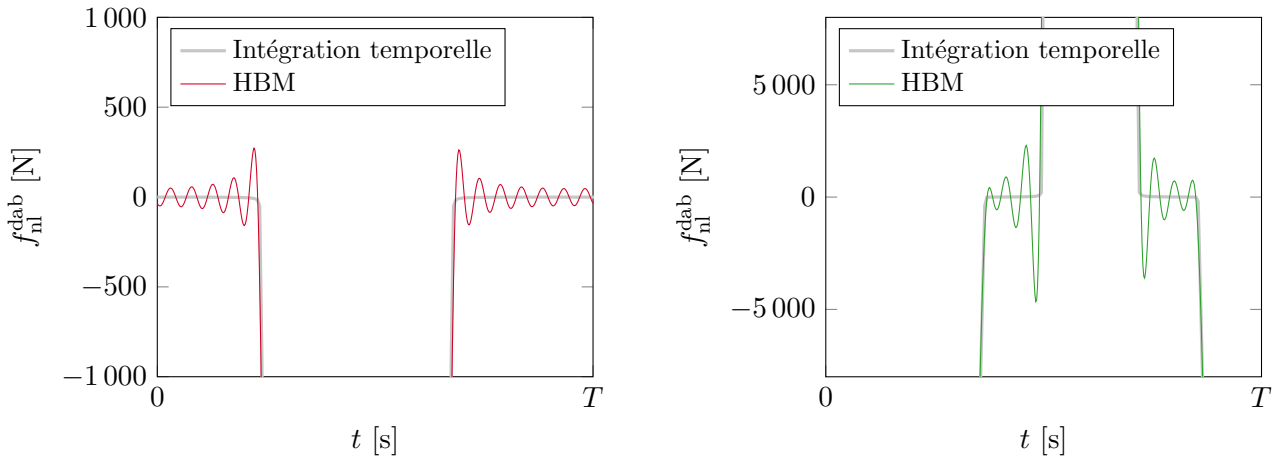 1 000
500
0
−500
−1 000
f_nl^dab [N]
Intégration temporelle
HBM
0
T
t [s]
5 000
0
−5 000
f_nl^dab [N]
Intégration temporelle
HBM
0
T
t [s]